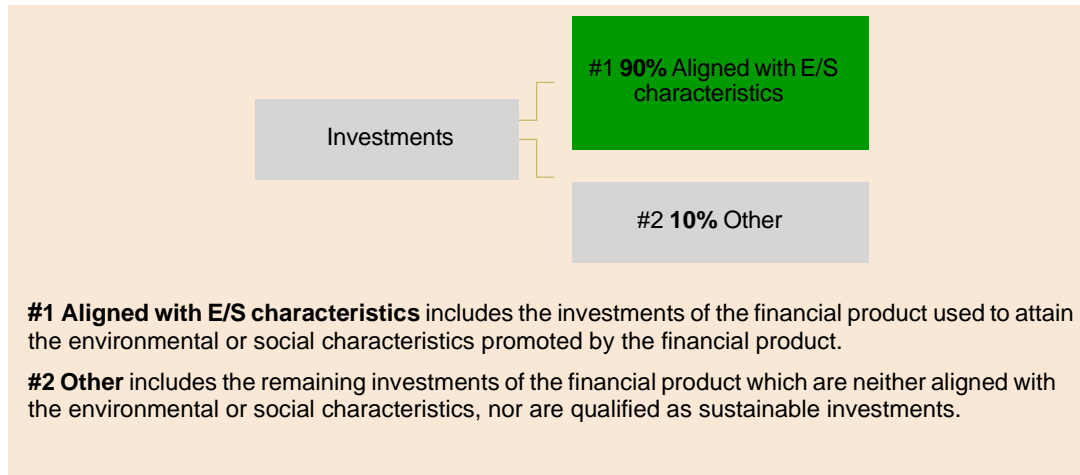 #1 90% Aligned with E/S
characteristics
Investments
#2 10% Other
#1 Aligned with E/S characteristics includes the investments of the financial product used to attain
the environmental or social characteristics promoted by the financial product.
#2 Other includes the remaining investments of the financial product which are neither aligned with
the environmental or social characteristics, nor are qualified as sustainable investments.